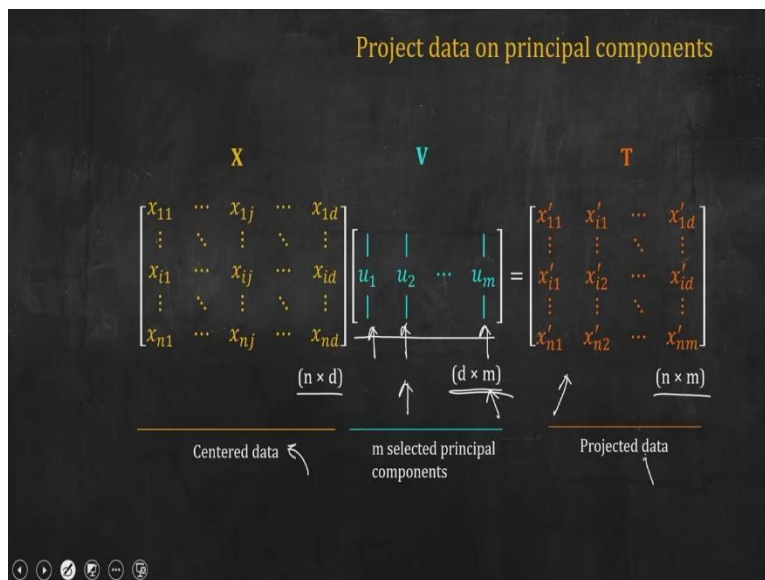 Project data on principal components
X V T
x₁₁ ⋯ x₁ⱼ ⋯ x₁d x′₁₁ x′ᵢ₁ ⋯ x′₁d
⋮ ⋱ ⋮ ⋱ ⋮ | | | ⋮ ⋮ ⋱ ⋮
xᵢ₁ ⋯ xᵢⱼ ⋯ xᵢd u₁ u₂ ⋯ uₘ = x′ᵢ₁ x′ᵢ₂ ⋯ x′ᵢd
⋮ ⋱ ⋮ ⋱ ⋮ | | | ⋮ ⋮ ⋱ ⋮
xₙ₁ ⋯ xₙⱼ ⋯ xₙd x′ₙ₁ x′ₙ₂ ⋯ x′ₙₘ
(n × d) (d × m) (n × m)
Centered data
m selected principal
components
Projected data